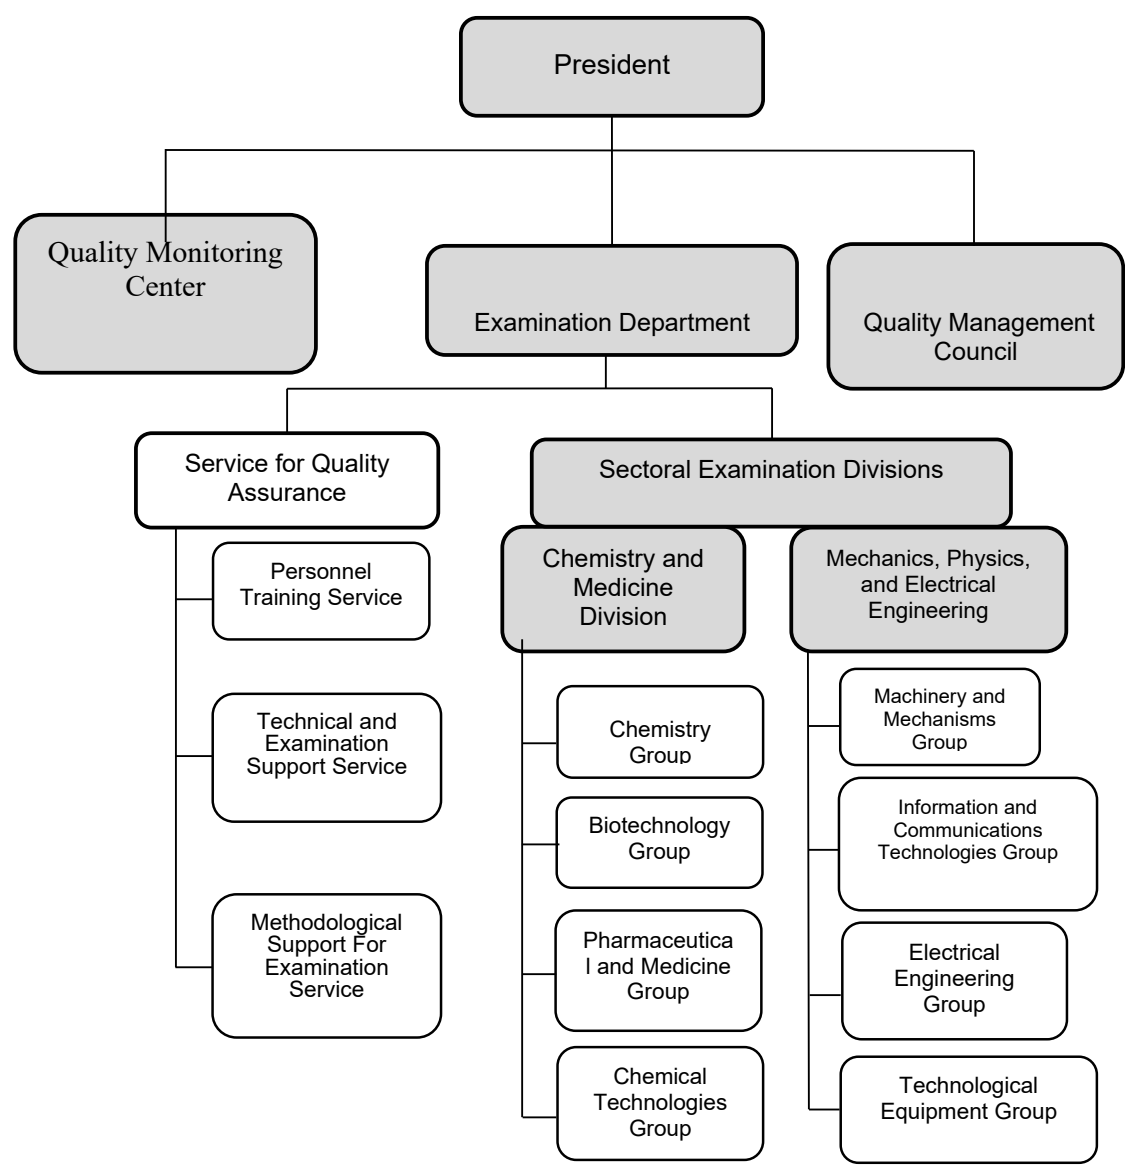 President
Quality Monitoring
Center
Examination Department
Quality Management
Council
Service for Quality
Assurance
Sectoral Examination Divisions
Personnel
Training Service
Technical and
Examination
Support Service
Methodological
Support For
Examination
Service
Chemistry and
Medicine
Division
Chemistry
Group
Biotechnology
Group
Pharmaceutica
l and Medicine
Group
Chemical
Technologies
Group
Mechanics, Physics,
and Electrical
Engineering
Machinery and
Mechanisms
Group
Information and
Communications
Technologies Group
Electrical
Engineering
Group
Technological
Equipment Group